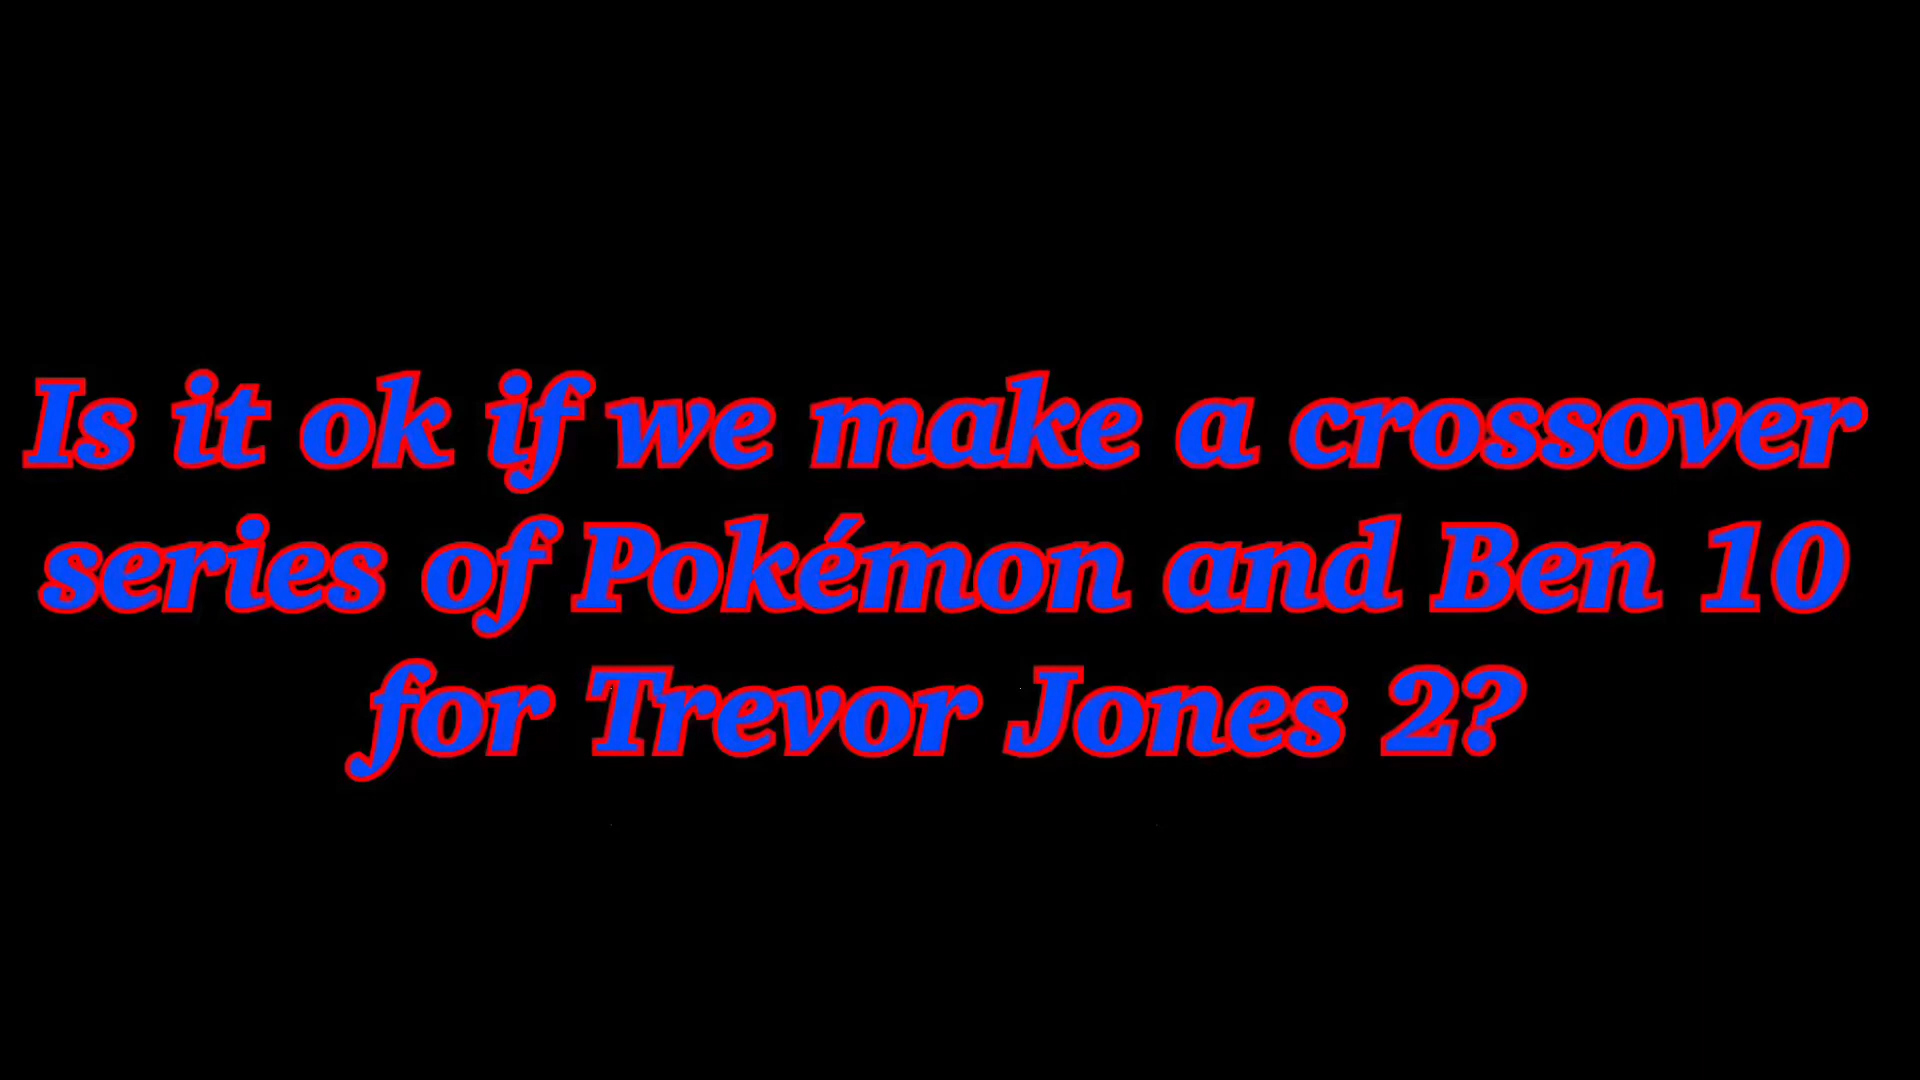 Is it ok if we make a crossover
series of Pokémon and Ben 10
for Trevor Jones 2?